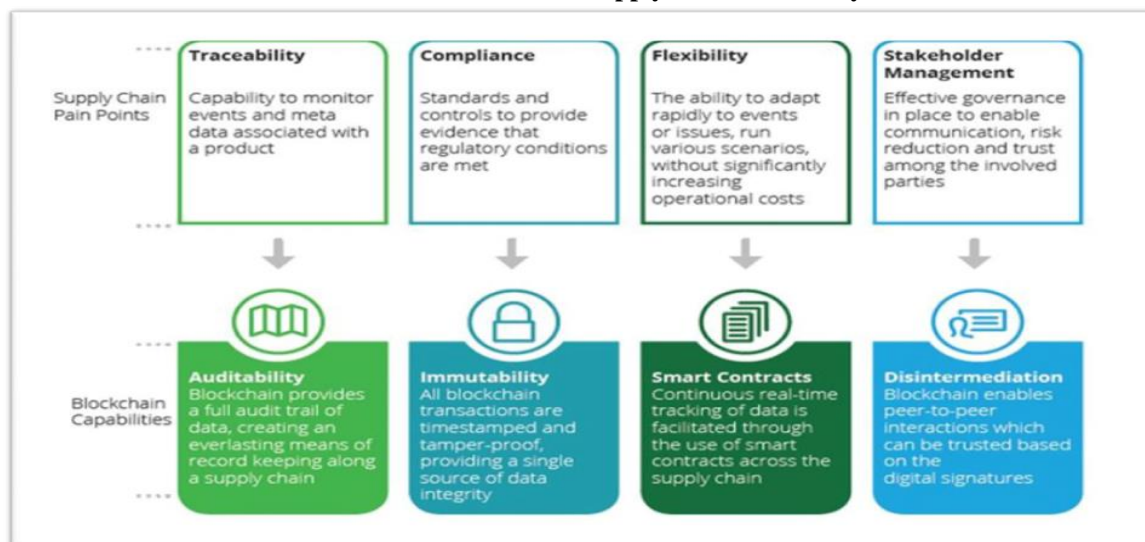 Supply
Traceability
Capability to monitor
events and meta
data associated with
a product
Compliance
Standards and
controls to provide
evidence that
regulatory conditions
are met
Flexibility
The ability to adapt
rapidly to events
or issues, run
various scenarios,
without significantly
increasing
operational costs
Stakeholder
Management
Effective governance
in place to enable
communication, risk
reduction and trust
among the involved
parties
Supply Chain
Pain Points
Auditability
Blockchain provides
a full audit trail of
data, creating an
everlasting means of
record keeping along
a supply chain
Immutability
All blockchain
transactions are
timestamped and
tamper-proof,
providing a single
source of data
integrity
Smart Contracts
Continuous real-time
tracking of data is
facilitated through
the use of smart
contracts across the
supply chain
Disintermediation
Blockchain enables
peer-to-peer
interactions which
can be trusted based
on the
digital signatures
Blockchain
Capabilities